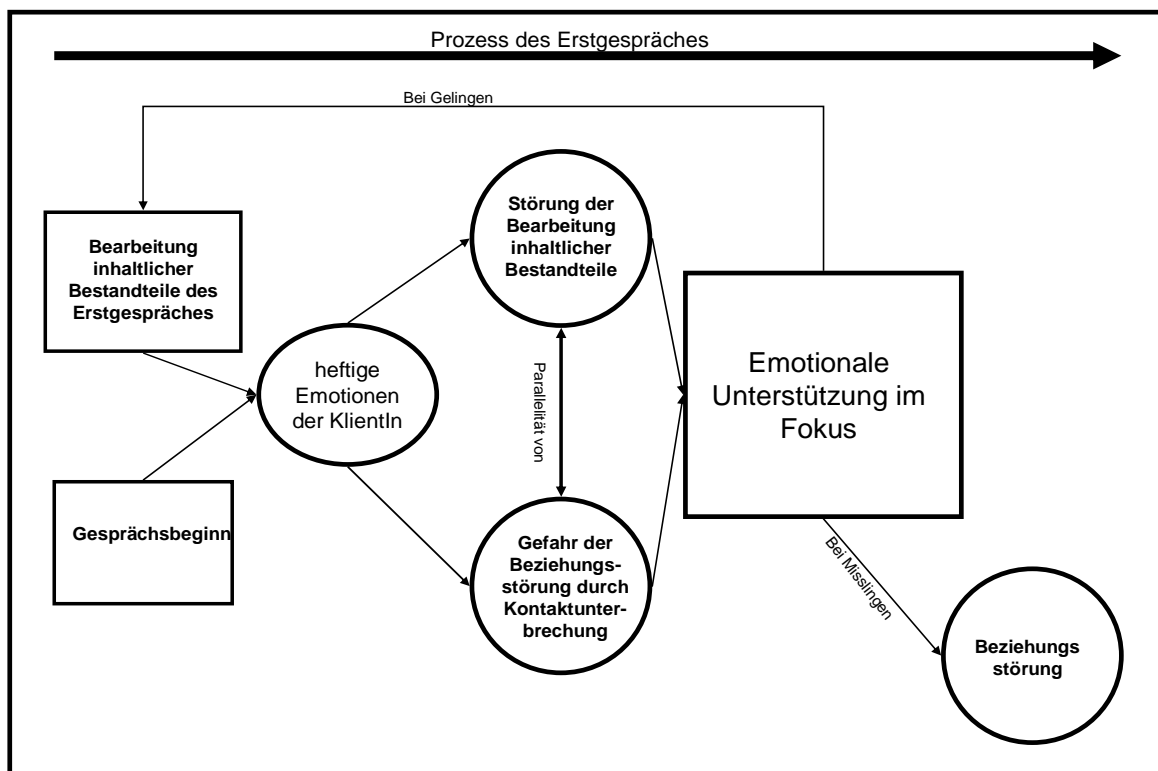 Prozess des Erstgespräches
Bei Gelingen
Bearbeitung
inhaltlicher
Bestandteile des
Erstgespräches
Gesprächsbeginn
heftige
Emotionen
der KlientIn
Störung der
Bearbeitung
inhaltlicher
Bestandteile
Parallelität von
Gefahr der
Beziehungs-
störung durch
Kontaktunter-
brechung
Emotionale
Unterstützung im
Fokus
Bei Misslingen
Beziehungs
störung